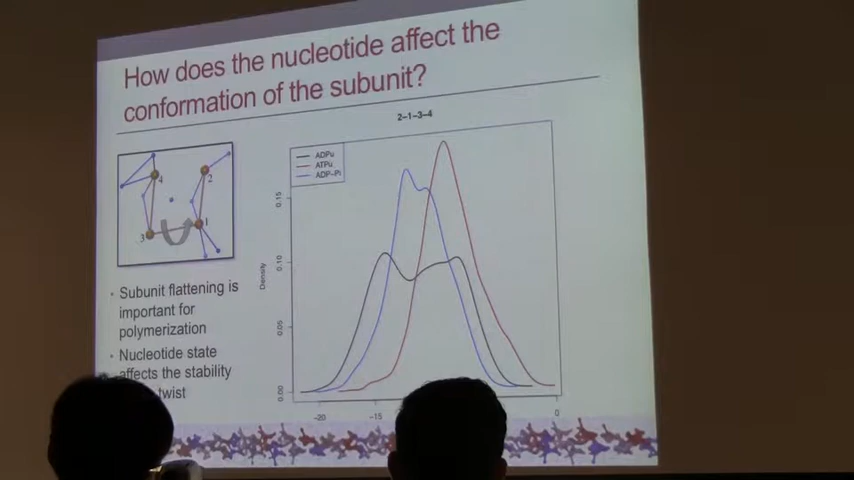 How does the nucleotide affect the
conformation of the subunit?
2-1-3-4
ADPu
ATPu
ADP-Pi
4
2
3
1
Density
0.15
0.10
0.05
0.00
-20
-15
0
• Subunit flattening is
important for
polymerization
• Nucleotide state
affects the stability
twist